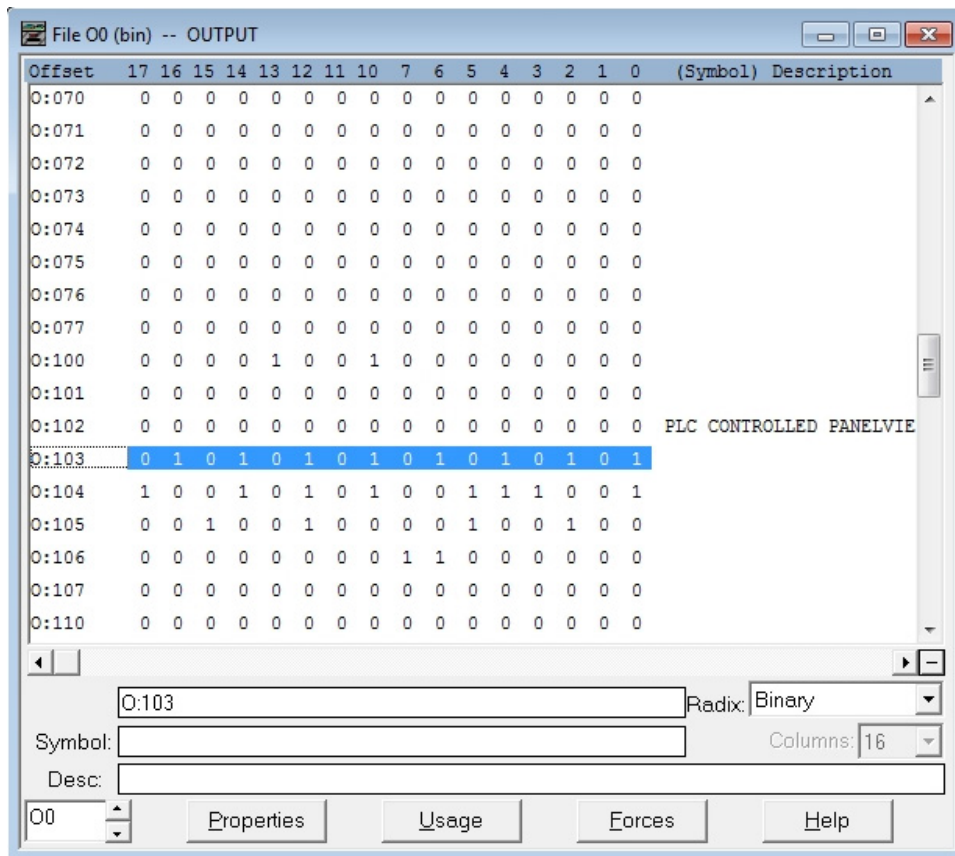 File O0 (bin) -- OUTPUT
Offset 17 16 15 14 13 12 11 10 7 6 5 4 3 2 1 0 (Symbol) Description
O:070 0 0 0 0 0 0 0 0 0 0 0 0 0 0 0 0
O:071 0 0 0 0 0 0 0 0 0 0 0 0 0 0 0 0
O:072 0 0 0 0 0 0 0 0 0 0 0 0 0 0 0 0
O:073 0 0 0 0 0 0 0 0 0 0 0 0 0 0 0 0
O:074 0 0 0 0 0 0 0 0 0 0 0 0 0 0 0 0
O:075 0 0 0 0 0 0 0 0 0 0 0 0 0 0 0 0
O:076 0 0 0 0 0 0 0 0 0 0 0 0 0 0 0 0
O:077 0 0 0 0 0 0 0 0 0 0 0 0 0 0 0 0
O:100 0 0 0 0 1 0 0 1 0 0 0 0 0 0 0 0
O:101 0 0 0 0 0 0 0 0 0 0 0 0 0 0 0 0
O:102 0 0 0 0 0 0 0 0 0 0 0 0 0 0 0 0 PLC CONTROLLED PANELVIE
O:103 0 1 0 1 0 1 0 1 0 1 0 1 0 1 0 1
O:104 1 0 0 1 0 1 0 1 0 0 1 1 1 0 0 1
O:105 0 0 1 0 0 1 0 0 0 0 1 0 0 1 0 0
O:106 0 0 0 0 0 0 0 0 1 1 0 0 0 0 0 0
O:107 0 0 0 0 0 0 0 0 0 0 0 0 0 0 0 0
O:110 0 0 0 0 0 0 0 0 0 0 0 0 0 0 0 0
O:103 Radix: Binary
Symbol: Columns: 16
Desc:
O0 Properties Usage Forces Help